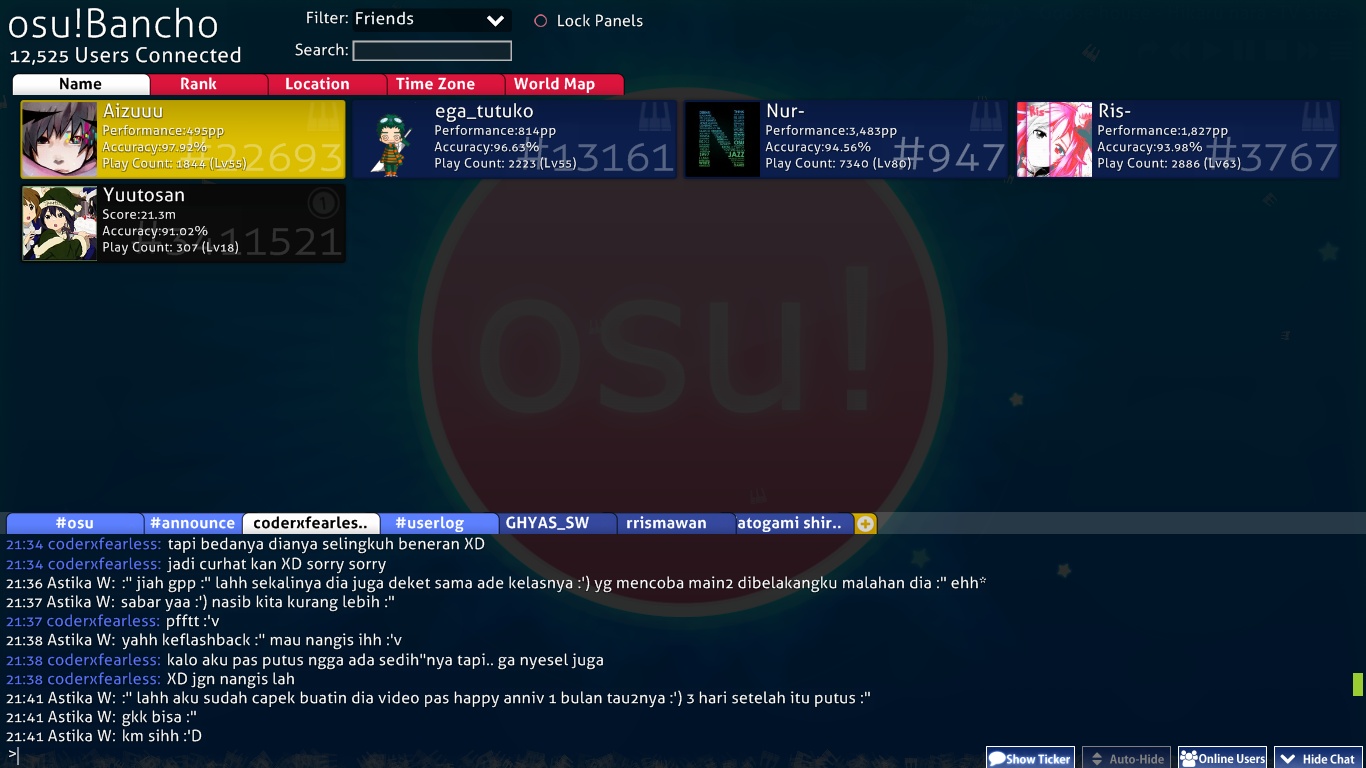 osu!Bancho
12,525 Users Connected
Filter: Friends
Lock Panels
Search:
Name Rank Location Time Zone World Map
Aizuuu
Performance:495pp
Accuracy:97.92%
Play Count: 1844 (Lv55)
#22693
ega_tutuko
Performance:814pp
Accuracy:96.63%
Play Count: 2223 (Lv55)
#13161
Nur-
Performance:3,483pp
Accuracy:94.56%
Play Count: 7340 (Lv80)
#947
N
JAZZ
Ris-
Performance:1,827pp
Accuracy:93.98%
Play Count: 2886 (Lv63)
#3767
Yuutosan
Score:21.3m
Accuracy:91.02%
Play Count: 307 (Lv18)
1
osu!
#osu #announce coderxfearles.. #userlog GHYAS_SW rrismawan atogami shir..
21:34 coderxfearless: tapi bedanya dianya selingkuh beneran XD
21:34 coderxfearless: jadi curhat kan XD sorry sorry
21:36 Astika W: :" jiah gpp :" lahh sekalinya dia juga deket sama ade kelasnya :') yg mencoba main2 dibelakangku malahan dia :" ehh*
21:37 Astika W: sabar yaa :') nasib kita kurang lebih :"
21:37 coderxfearless: pfftt :'v
21:38 Astika W: yahh keflashback :" mau nangis ihh :'v
21:38 coderxfearless: kalo aku pas putus ngga ada sedih"nya tapi.. ga nyesel juga
21:38 coderxfearless: XD jgn nangis lah
21:41 Astika W: :" lahh aku sudah capek buatin dia video pas happy anniv 1 bulan tau2nya :') 3 hari setelah itu putus :"
21:41 Astika W: gkk bisa :"
21:41 Astika W: km sihh :'D
>|
Show Ticker Auto-Hide Online Users Hide Chat